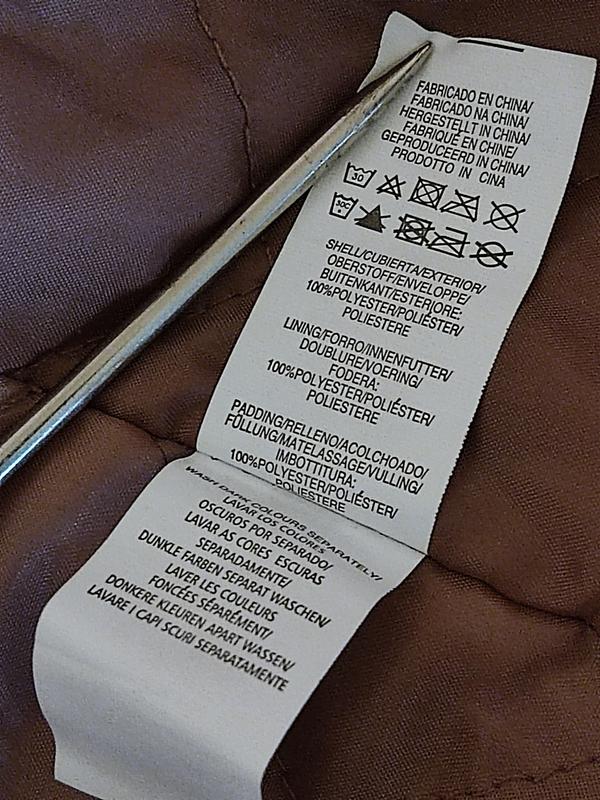 FABRICADO EN CHINA/
FABRICADO NA CHINA/
HERGESTELLT IN CHINA/
FABRIQUÉ EN CHINE/
GEPRODUCEERD IN CHINA/
PRODOTTO IN CINA
30
30C
SHELL/CUBIERTA/EXTERIOR/
OBERSTOFF/ENVELOPPE/
BUITENKANT/ESTERIORE:
100%POLYESTER/POLIÉSTER/
POLIESTERE
LINING/FORRO/INNENFUTTER/
DOUBLURE/VOERING/
FODERA:
100%POLYESTER/POLIÉSTER/
POLIESTERE
PADDING/RELLENO/ACOLCHOADO/
FÜLLUNG/MATELASSAGE/VULLING/
IMBOTTITURA:
100%POLYESTER/POLIÉSTER/
POLIESTERE
WASH DARK COLOURS SEPARATELY/
LAVAR LOS COLORES
OSCUROS POR SEPARADO/
LAVAR AS CORES ESCURAS
SEPARADAMENTE/
DUNKLE FARBEN SEPARAT WASCHEN/
LAVER LES COULEURS
FONCÉES SÉPARÉMENT/
DONKERE KLEUREN APART WASSEN/
LAVARE I CAPI SCURI SEPARATAMENTE